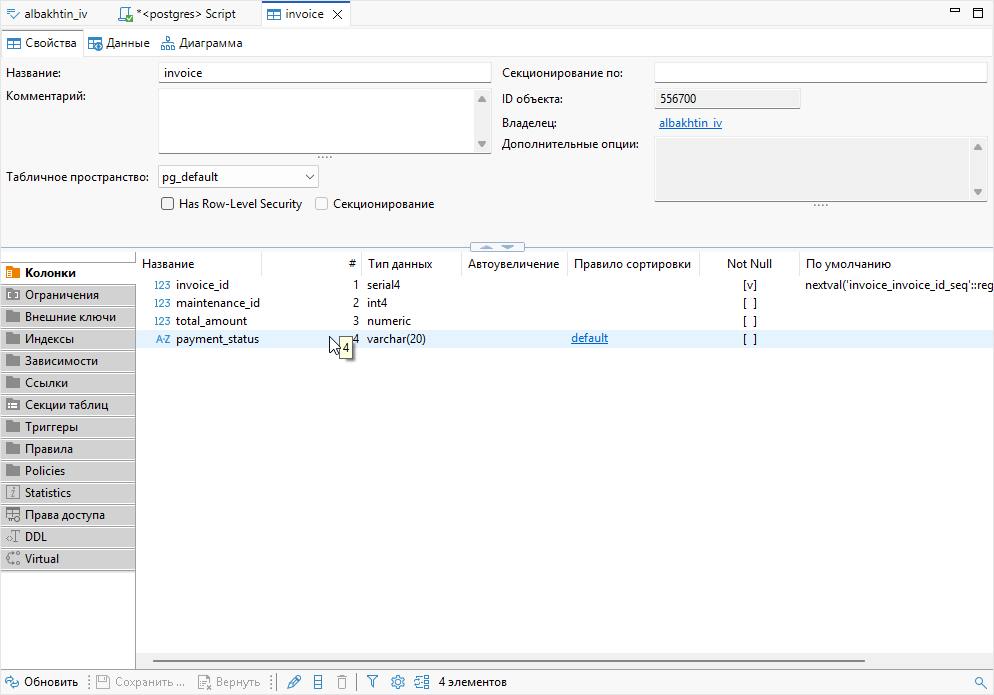 albakhtin_iv *<postgres> Script invoice
Свойства Данные Диаграмма
Название: invoice
Комментарий:
Табличное пространство: pg_default
Has Row-Level Security Секционирование
Секционирование по:
ID объекта: 556700
Владелец: albakhtin_iv
Дополнительные опции:
Колонки
Ограничения
Внешние ключи
Индексы
Зависимости
Ссылки
Секции таблиц
Триггеры
Правила
Policies
Statistics
Права доступа
DDL
Virtual
Название # Тип данных Автоувеличение Правило сортировки Not Null По умолчанию
123 invoice_id 1 serial4 [v] nextval('invoice_invoice_id_seq'::reg
123 maintenance_id 2 int4 [ ]
123 total_amount 3 numeric [ ]
A-Z payment_status 4 varchar(20) default [ ]
4
Обновить Сохранить ... Вернуть 4 элементов